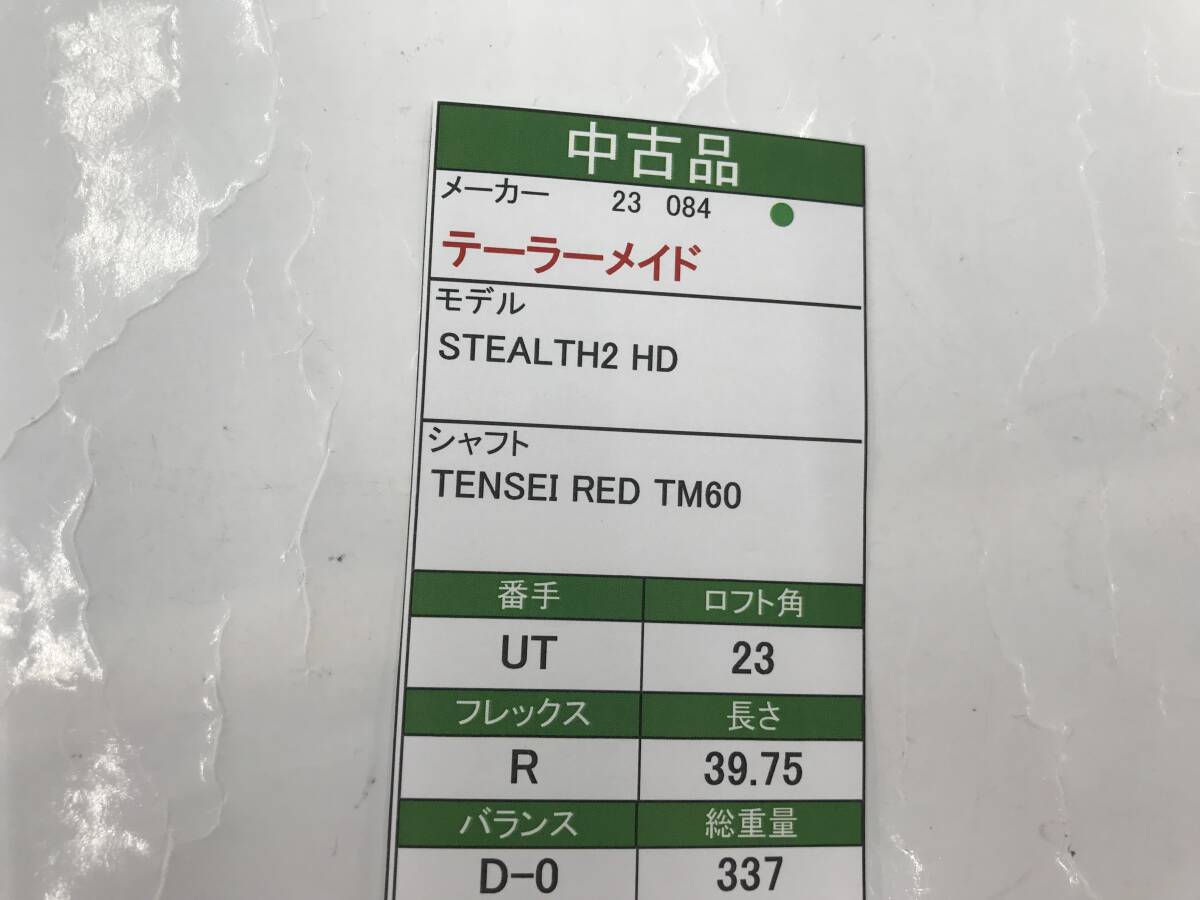 中古品
メーカー 23 084
テーラーメイド
モデル
STEALTH2 HD
シャフト
TENSEI RED TM60
番手 ロフト角
UT 23
フレックス 長さ
R 39.75
バランス 総重量
D-0 337